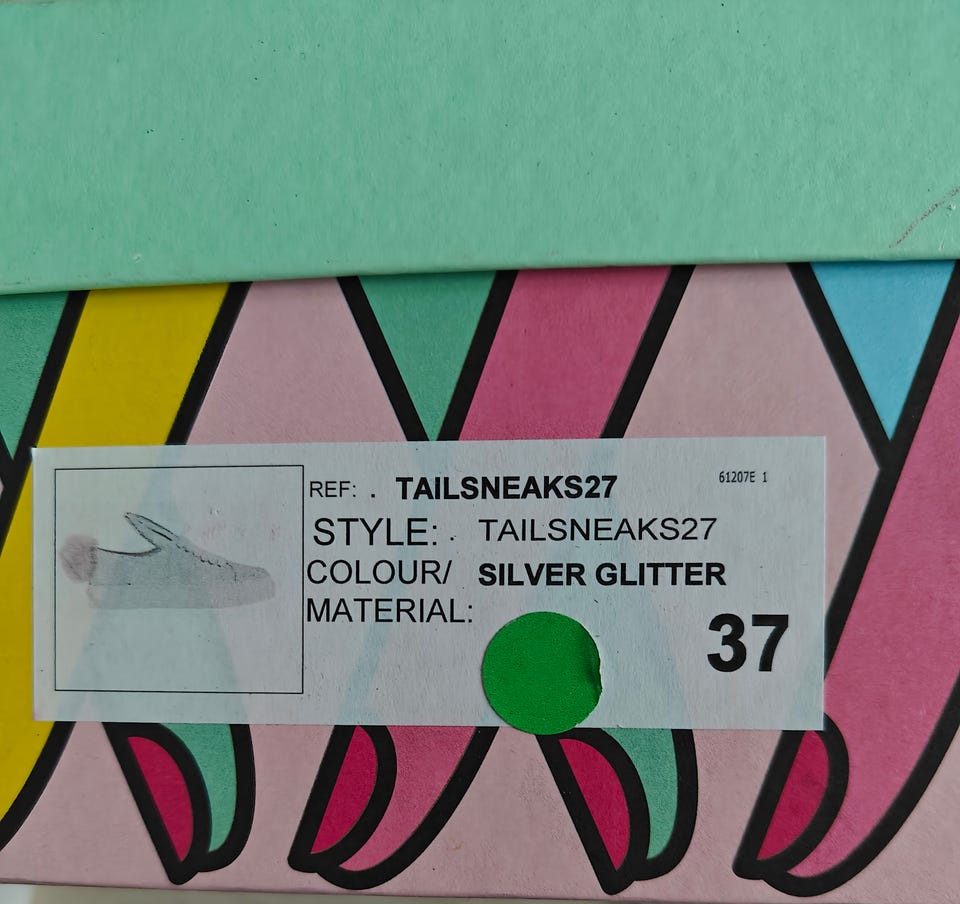 REF: . TAILSNEAKS27 61207E 1
STYLE: . TAILSNEAKS27
COLOUR/ SILVER GLITTER
MATERIAL:
37